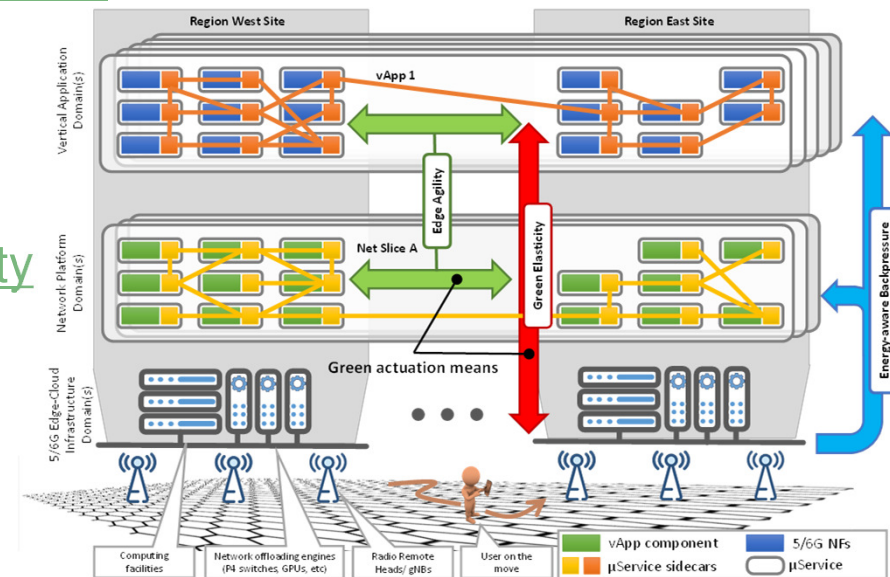 Region West Site
Region East Site
Vertical Application
Domain(s)
vApp 1
Edge Agility
Green Elasticity
Energy-aware Backpressure
ty
Network Platform
Domain(s)
Net Slice A
Green actuation means
5/6G Edge-Cloud
Infrastructure
Domain(s)
Computing
facilities
Network offloading engines
(P4 switches, GPUs, etc)
Radio Remote
Heads/ gNBs
User on the
move
vApp component
5/6G NFs
μService sidecars
μService